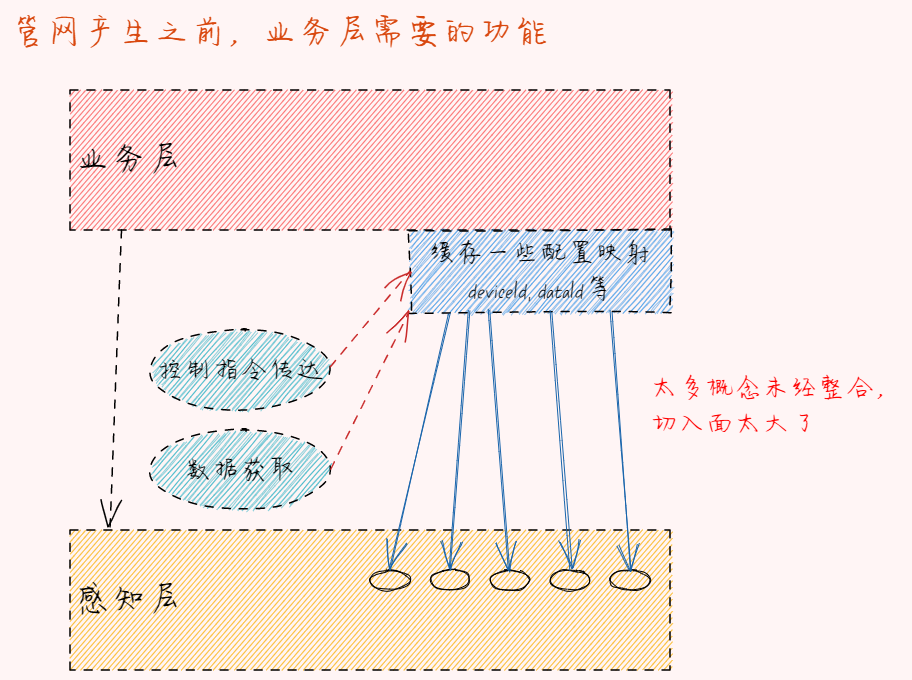 管网产生之前，业务层需要的功能
业务层
缓存一些配置映射
deviceId, dataId 等
控制指令传达
数据获取
太多概念未经整合，
切入面太大了
感知层